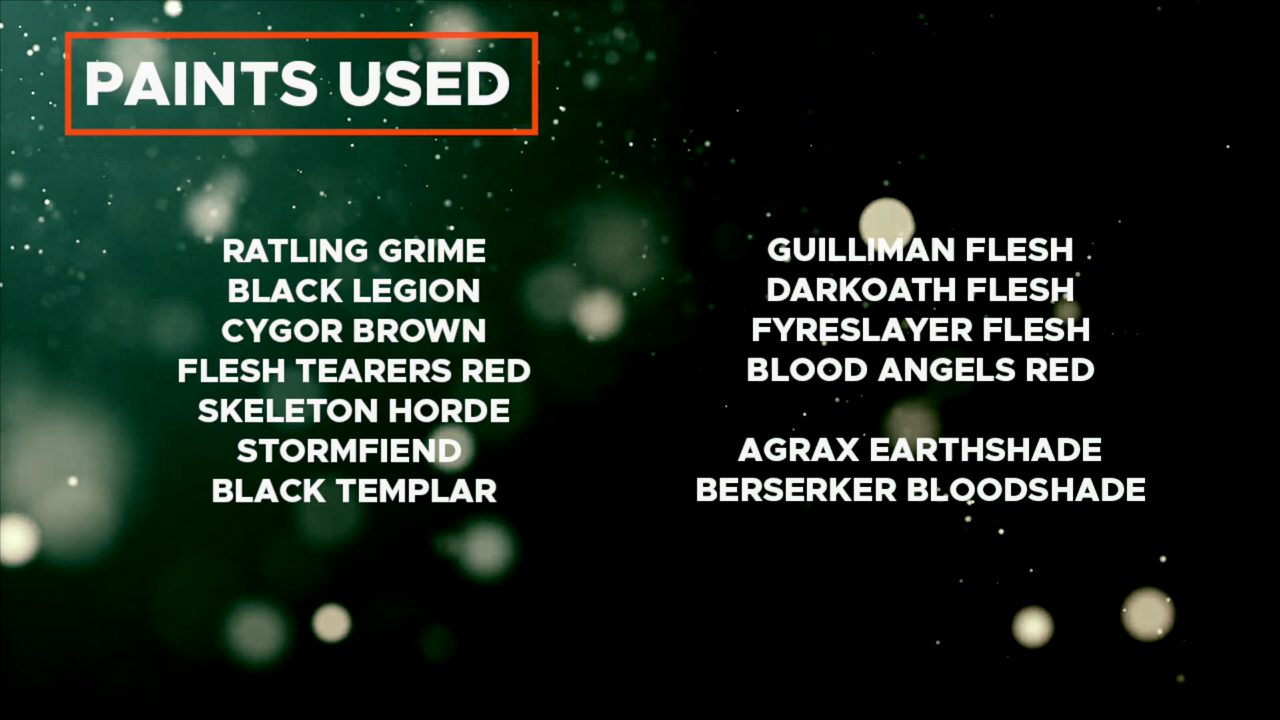 PAINTS USED
RATLING GRIME
BLACK LEGION
CYGOR BROWN
FLESH TEARERS RED
SKELETON HORDE
STORMFIEND
BLACK TEMPLAR
GUILLIMAN FLESH
DARKOATH FLESH
FYRESLAYER FLESH
BLOOD ANGELS RED
AGRAX EARTHSHADE
BERSERKER BLOODSHADE